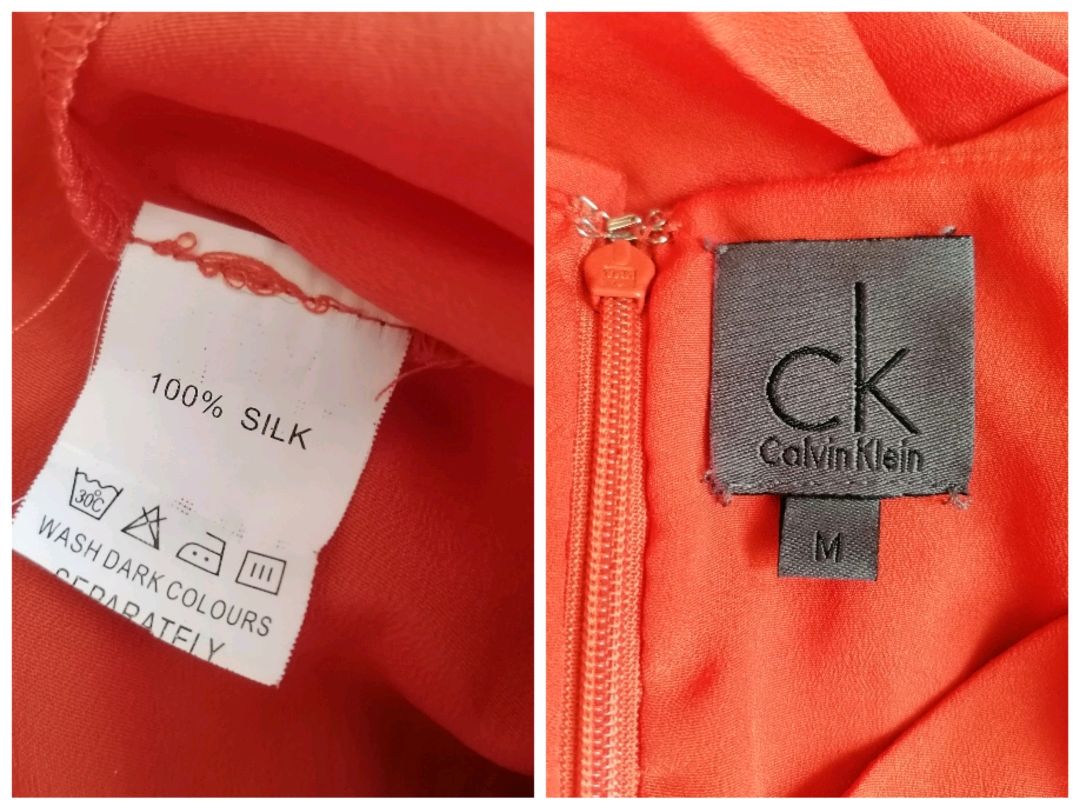 100% SILK
30°C
WASH DARK COLOURS
SEPARATELY
ck
Calvin Klein
M